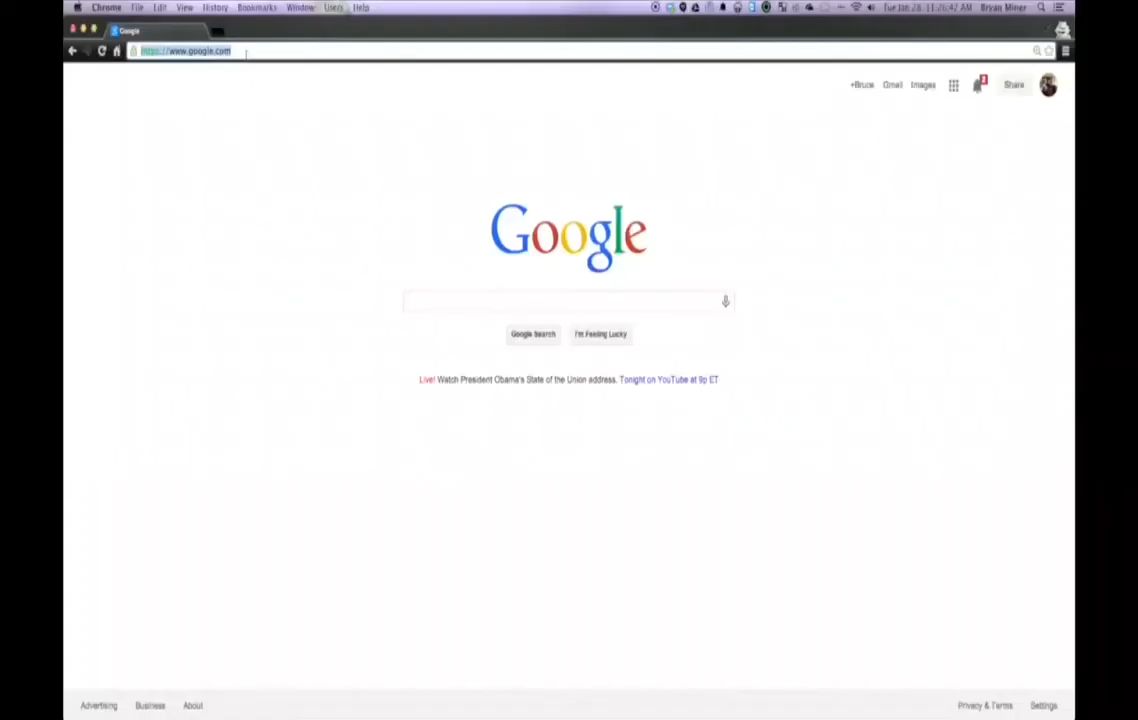 Chrome File Edit View History Bookmarks Window Users Help Tue Jan 28 11:26:42 AM Bryan Miner
Google
https://www.google.com
+Bruce Gmail Images Share
Google
Google Search I'm Feeling Lucky
Live! Watch President Obama's State of the Union address. Tonight on YouTube at 9p ET
Advertising Business About Privacy & Terms Settings